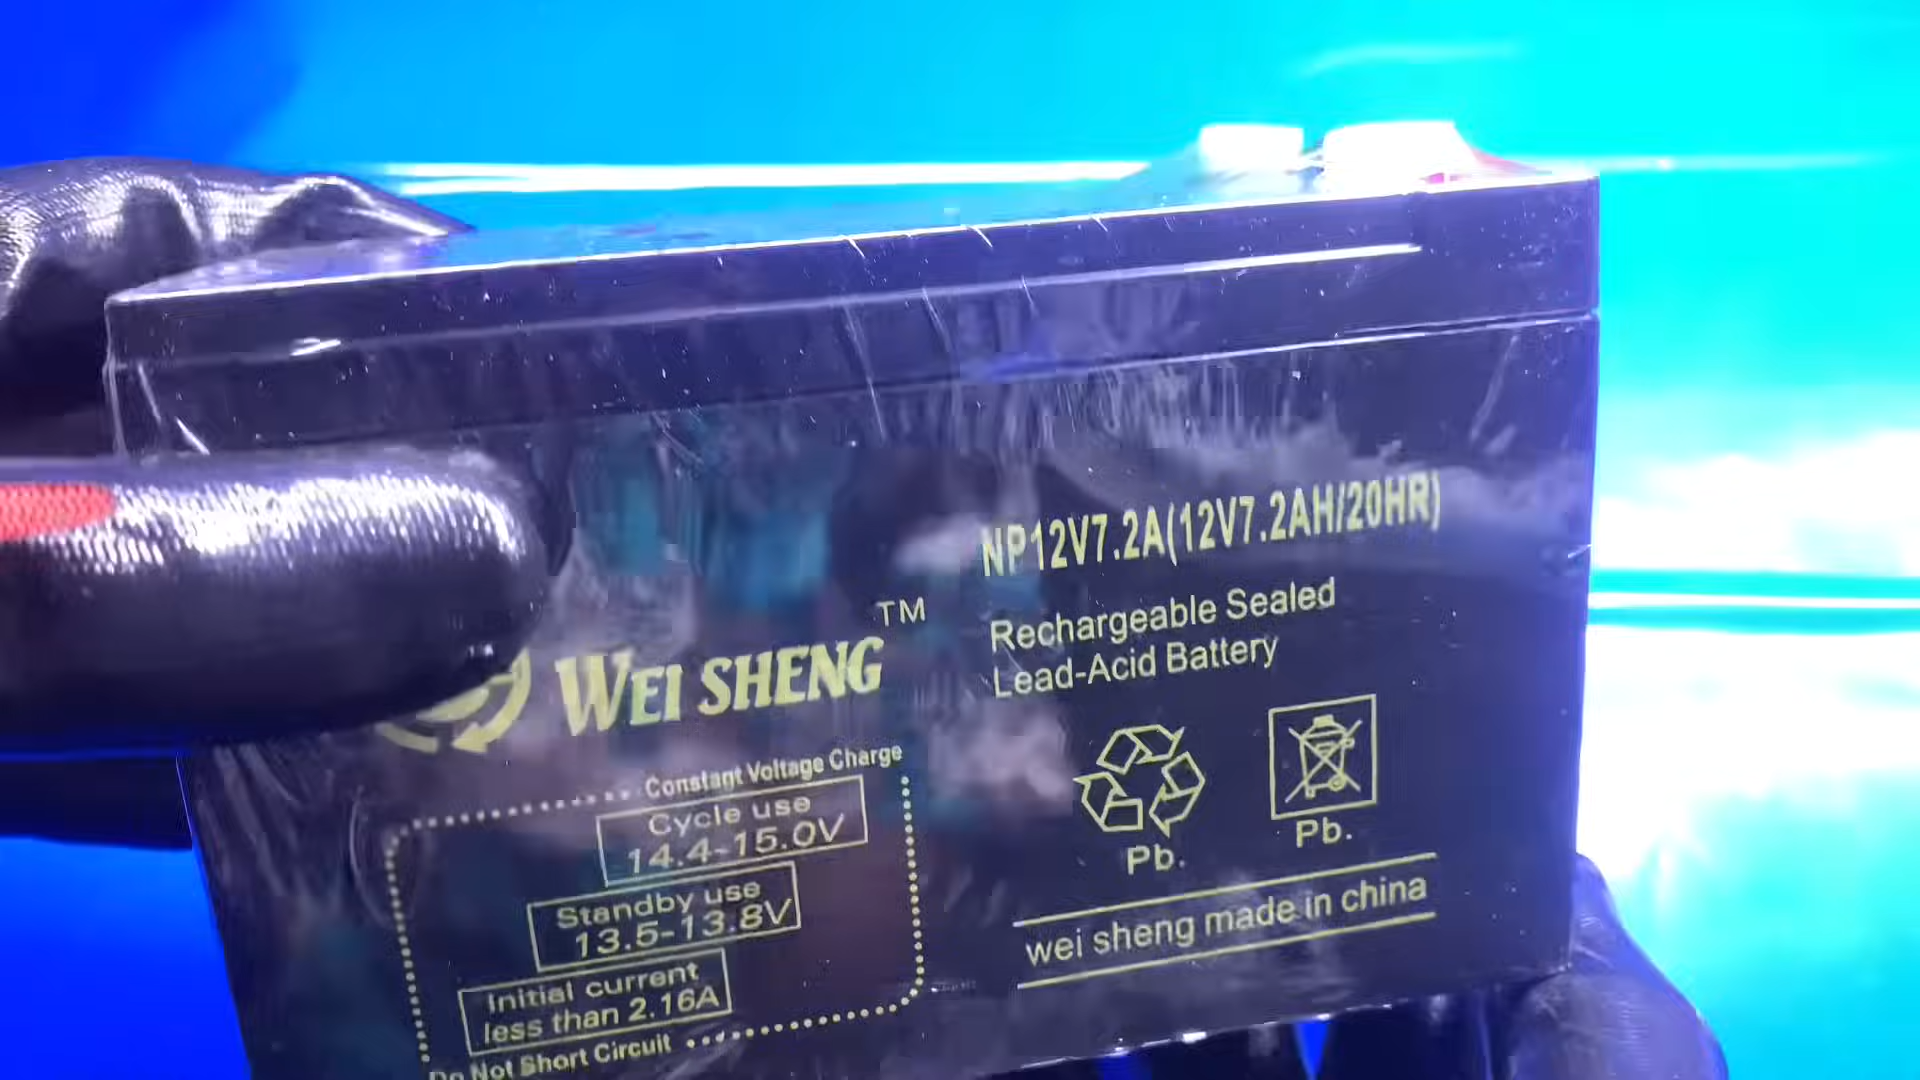 NP12V7.2A(12V7.2AH/20HR)
Rechargeable Sealed
Lead-Acid Battery
WEI SHENG TM
Constant Voltage Charge
Cycle use
14.4-15.0V
Standby use
13.5-13.8V
Initial current
less than 2.16A
Do Not Short Circuit
Pb.
Pb.
wei sheng made in china